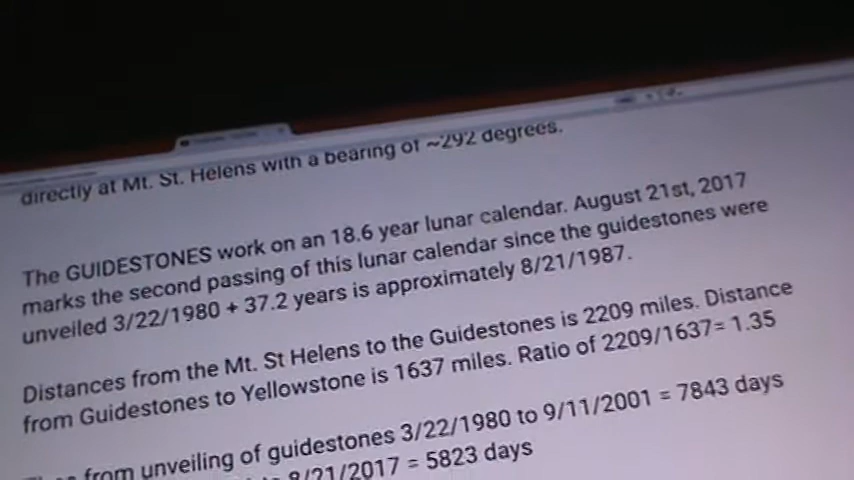 directly at Mt. St. Helens with a bearing of ~292 degrees.
The GUIDESTONES work on an 18.6 year lunar calendar. August 21st, 2017
marks the second passing of this lunar calendar since the guidestones were
unveiled 3/22/1980 + 37.2 years is approximately 8/21/1987.
Distances from the Mt. St Helens to the Guidestones is 2209 miles. Distance
from Guidestones to Yellowstone is 1637 miles. Ratio of 2209/1637= 1.35
from unveiling of guidestones 3/22/1980 to 9/11/2001 = 7843 days
8/21/2017 = 5823 days